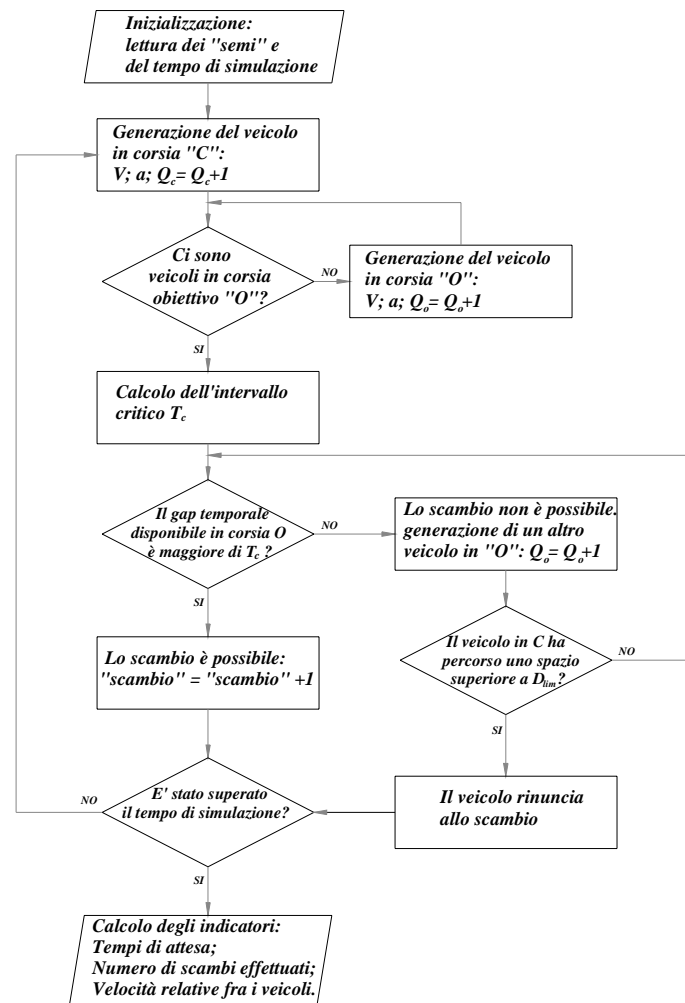 Inizializzazione:
lettura dei "semi" e
del tempo di simulazione
Generazione del veicolo
in corsia "C":
V; a; Qc= Qc+1
Ci sono
veicoli in corsia
obiettivo "O"?
NO
Generazione del veicolo
in corsia "O":
V; a; Qo= Qo+1
SI
Calcolo dell'intervallo
critico Tc
Il gap temporale
disponibile in corsia O
è maggiore di Tc ?
NO
Lo scambio non è possibile.
generazione di un altro
veicolo in "O": Qo= Qo+1
SI
Lo scambio è possibile:
"scambio" = "scambio" +1
Il veicolo in C ha
percorso uno spazio
superiore a Dlim?
NO
SI
E' stato superato
il tempo di simulazione?
NO
Il veicolo rinuncia
allo scambio
SI
Calcolo degli indicatori:
Tempi di attesa;
Numero di scambi effettuati;
Velocità relative fra i veicoli.